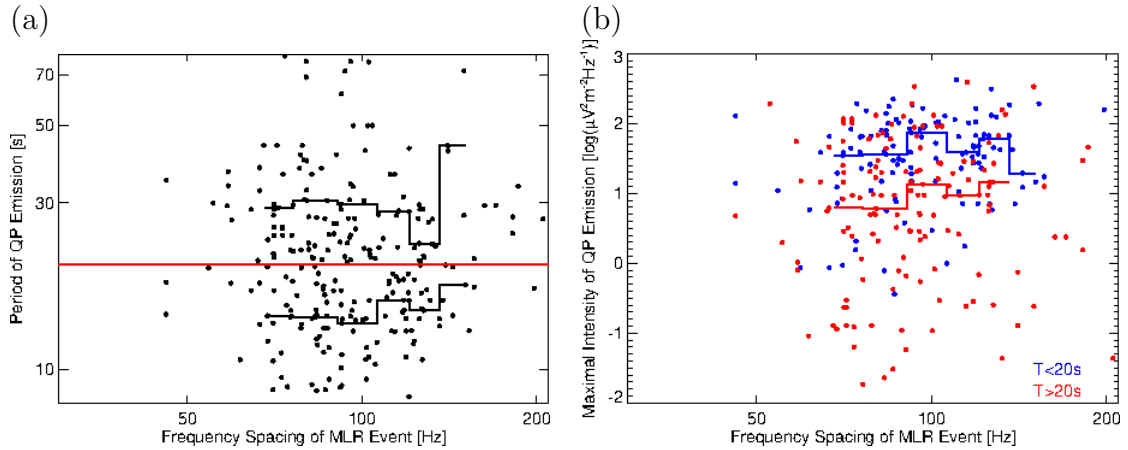 (a)
70
50
30
10
Period of QP Emission [s]
50
100
200
Frequency Spacing of MLR Event [Hz]
(b)
3
2
1
0
-1
-2
Maximal Intensity of QP Emission [log(μV²m⁻²Hz⁻¹)]
T<20s
T>20s
50
100
200
Frequency Spacing of MLR Event [Hz]